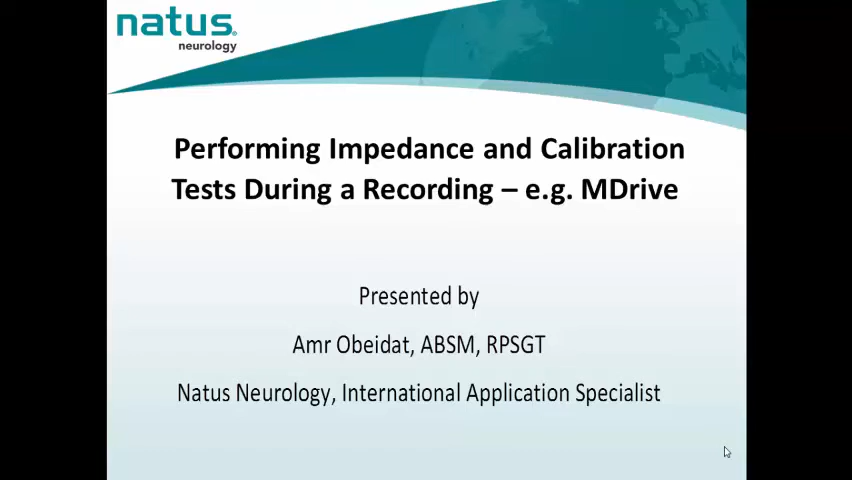 natus.
neurology
Performing Impedance and Calibration
Tests During a Recording – e.g. MDrive
Presented by
Amr Obeidat, ABSM, RPSGT
Natus Neurology, International Application Specialist